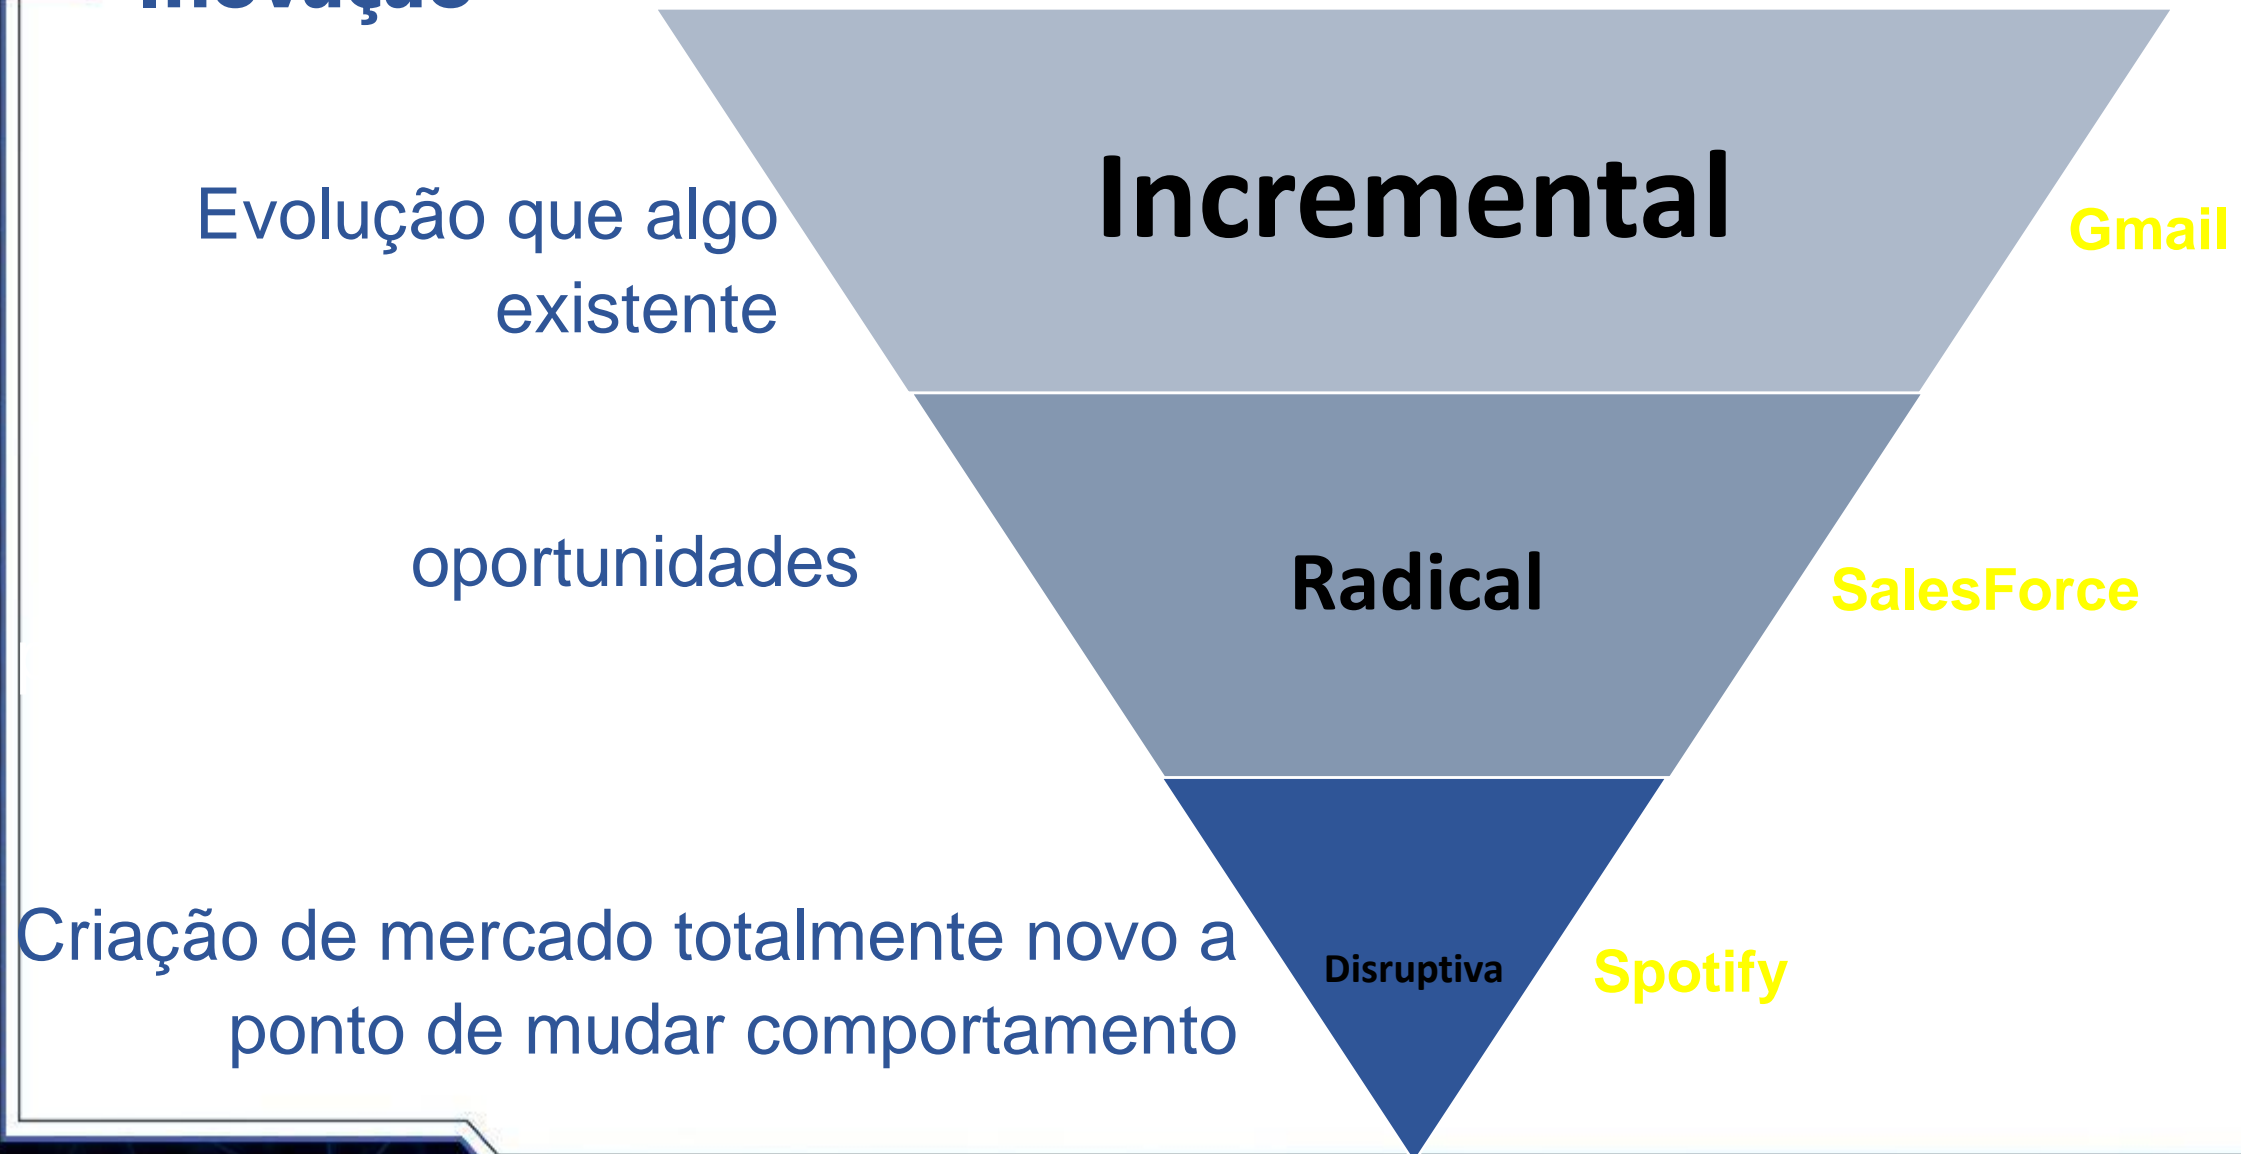 Inovação
Evolução que algo
existente
Incremental
Gmail
oportunidades
Radical
SalesForce
Criação de mercado totalmente novo a
ponto de mudar comportamento
Disruptiva
Spotify